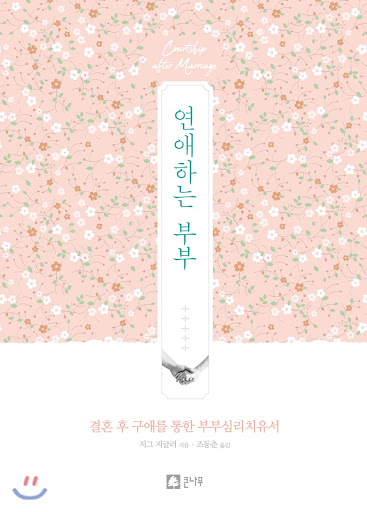 Courtship
after Marriage
연애하는 부부
결혼 후 구애를 통한 부부심리치유서
지그 지글러 지음 · 조동춘 옮김
큰나무